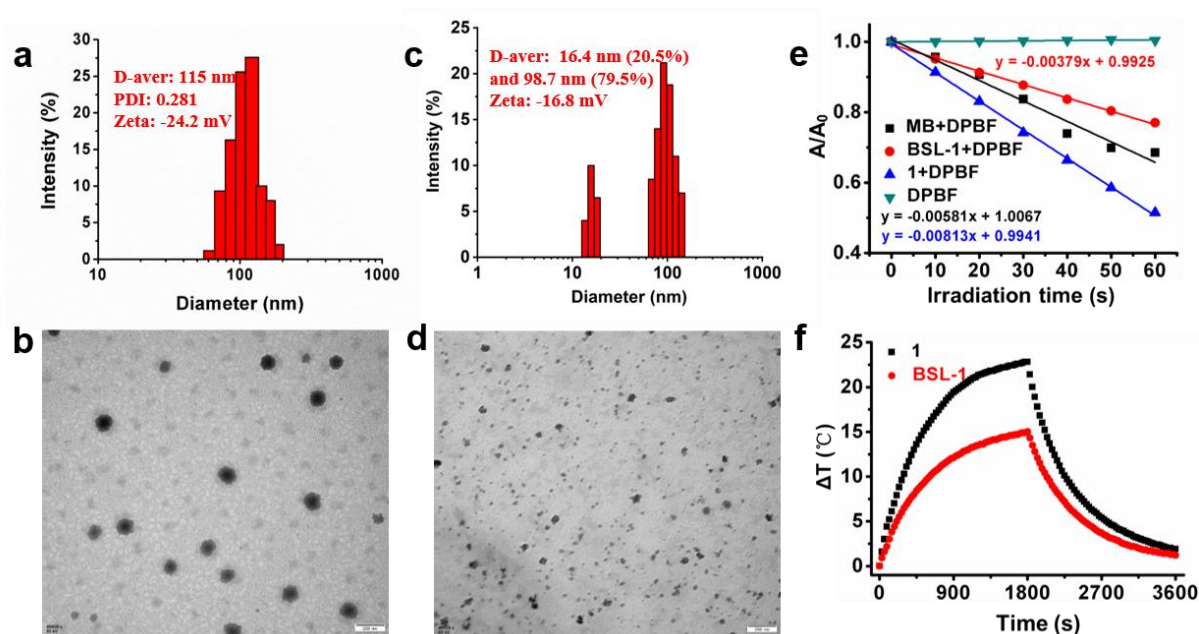 a
D-aver: 115 nm
PDI: 0.281
Zeta: -24.2 mV
Intensity (%)
30
25
20
15
10
5
0
10 100 1000
Diameter (nm)
c
D-aver: 16.4 nm (20.5%)
and 98.7 nm (79.5%)
Zeta: -16.8 mV
Intensity (%)
25
20
15
10
5
0
1 10 100 1000
Diameter (nm)
e
y = -0.00379x + 0.9925
MB+DPBF
BSL-1+DPBF
1+DPBF
DPBF
y = -0.00581x + 1.0067
y = -0.00813x + 0.9941
A/A0
1.0
0.8
0.6
0.4
0 10 20 30 40 50 60
Irradiation time (s)
b
d
f
1
BSL-1
ΔT (℃)
25
20
15
10
5
0
0 900 1800 2700 3600
Time (s)